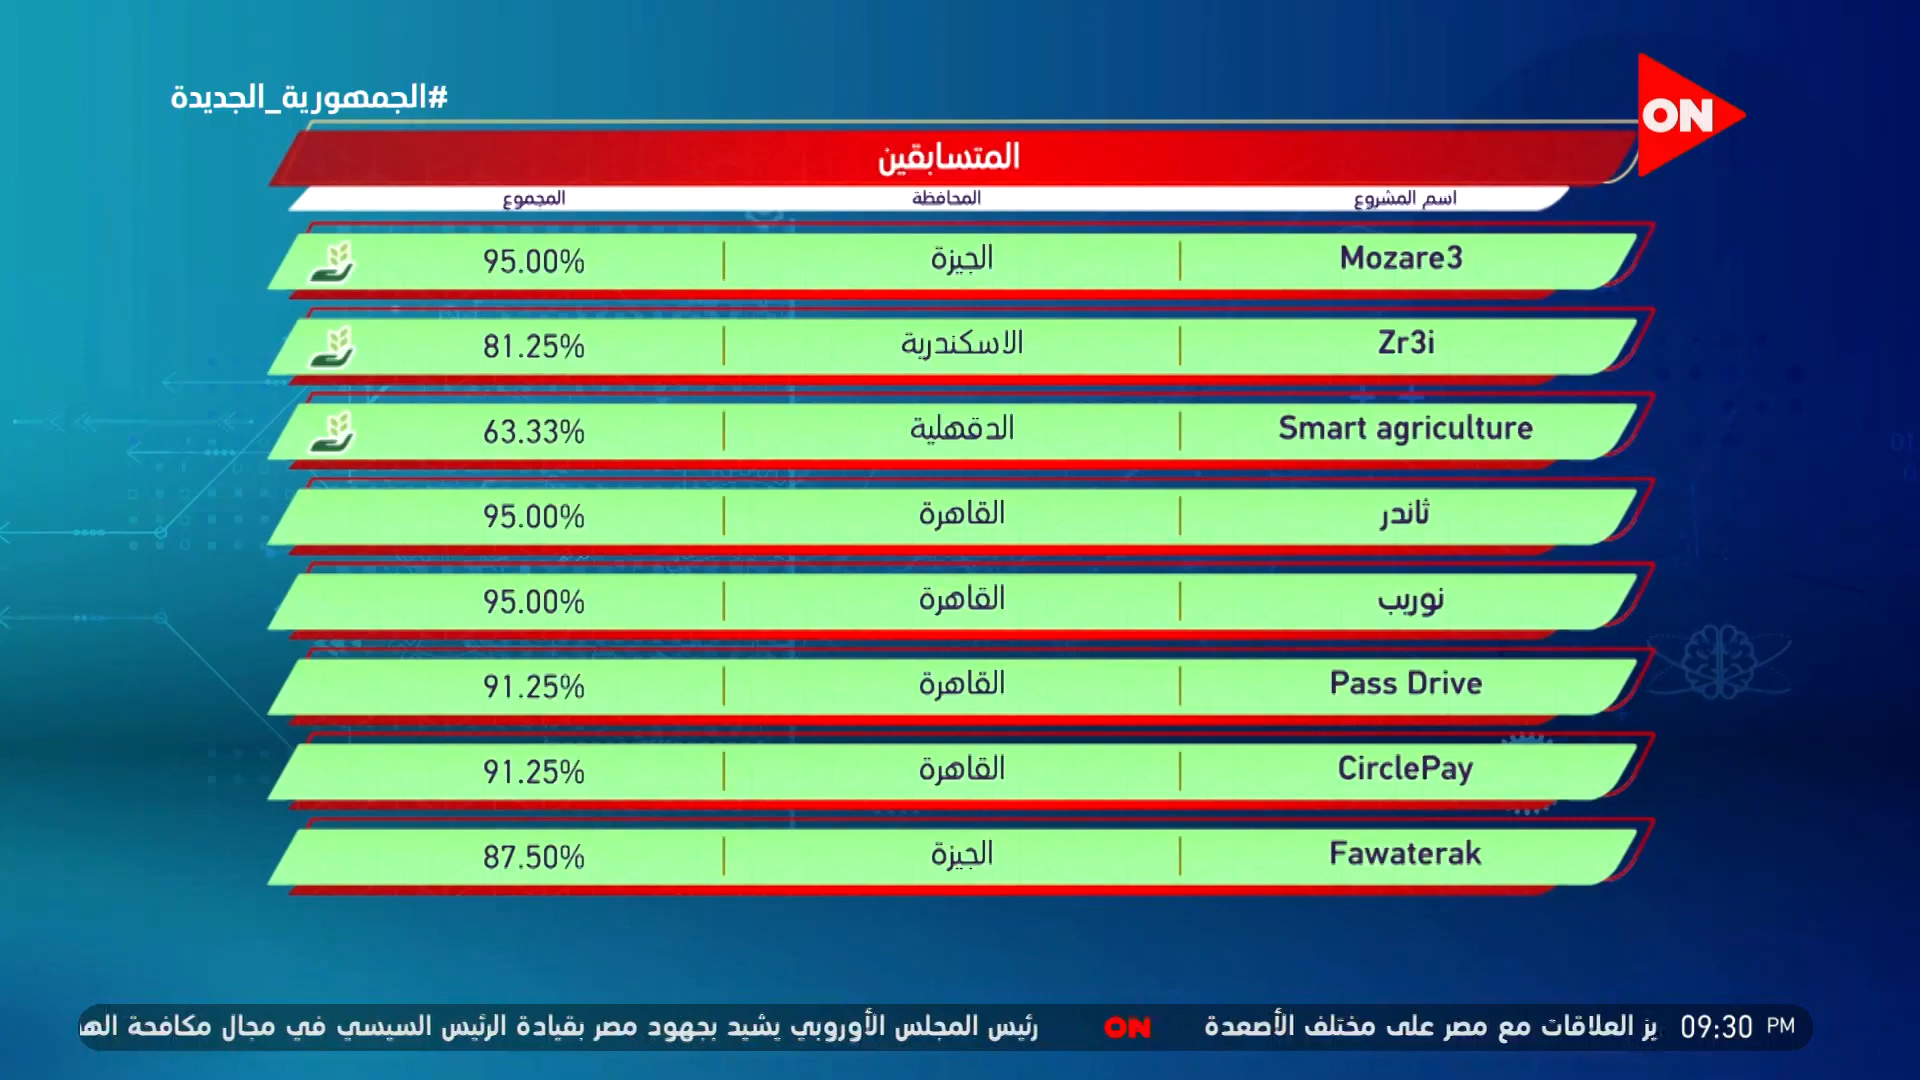 #الجمهورية_الجديدة
ON
المتسابقين
اسم المشروع المحافظة المجموع
Mozare3 الجيزة 95.00%
Zr3i الاسكندرية 81.25%
Smart agriculture الدقهلية 63.33%
ثاندر القاهرة 95.00%
نوريب القاهرة 95.00%
Pass Drive القاهرة 91.25%
CirclePay القاهرة 91.25%
Fawaterak الجيزة 87.50%
09:30 PM يز العلاقات مع مصر على مختلف الأصعدة ON رئيس المجلس الأوروبي يشيد بجهود مصر بقيادة الرئيس السيسي في مجال مكافحة اله